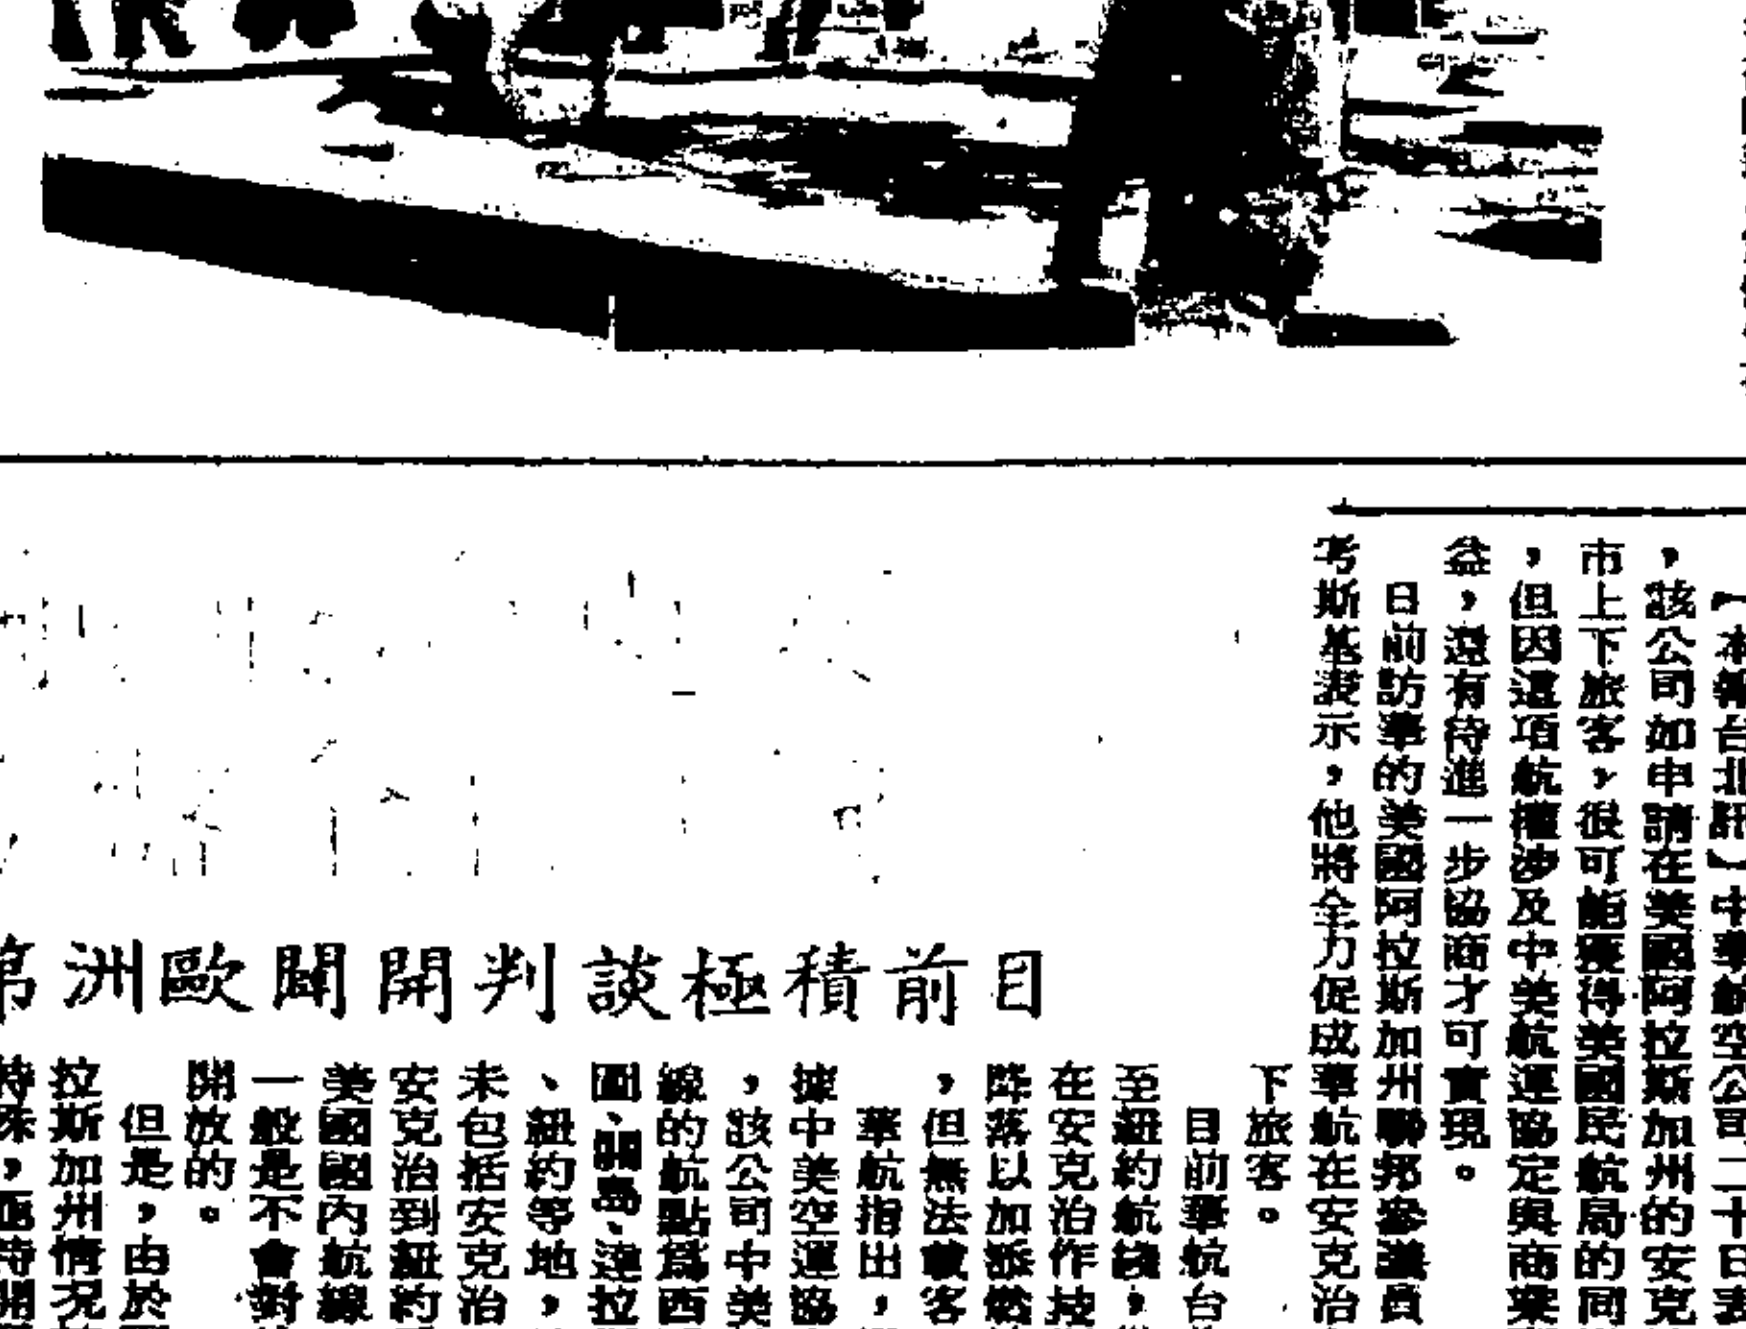 【本報台北訊】中華航空公司二十日表
，該公司如申請在美國阿拉斯加州的安克
市上下旅客，很可能獲得美國民航局的同
，但因這項航權涉及中美航運協定與商業
益，還有待進一步協商才可實現。
日前訪華的美國阿拉斯加州聯邦參議員
考斯基表示，他將全力促成華航在安克治
下旅客。
目前積極談判開闢歐洲第
目前華航台
至紐約航線，
在安克治作技
降落以加添燃
，但無法載客
華航指出，
據中美空運協
，該公司中美
線的航點為西
圖、關島、達拉
、紐約等地，
未包括安克治
安克治到紐約
美國國內航線
一般是不會對
開放的。
但是，由於
拉斯加州情況
特殊，